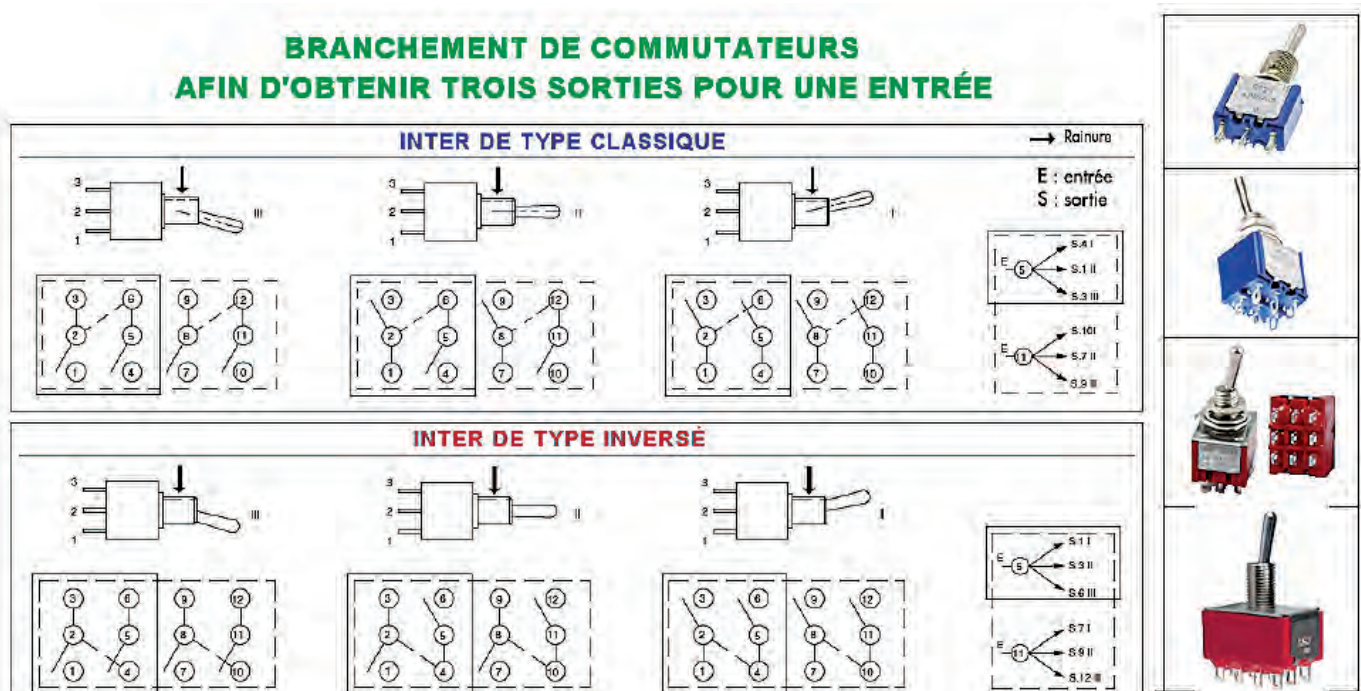 BRANCHEMENT DE COMMUTATEURS
AFIN D'OBTENIR TROIS SORTIES POUR UNE ENTRÉE
INTER DE TYPE CLASSIQUE
Rainure
E : entrée
S : sortie
3
2
1
III
3
2
1
II
3
2
1
I
3 6 9 12
2 5 8 11
1 4 7 10
3 6 9 12
2 5 8 11
1 4 7 10
3 6 9 12
2 5 8 11
1 4 7 10
E 5
S.4 I
S.1 II
S.3 III
E 11
S.10 I
S.7 II
S.9 III
INTER DE TYPE INVERSÉ
3
2
1
III
3
2
1
II
3
2
1
I
3 6 9 12
2 5 8 11
1 4 7 10
3 6 9 12
2 5 8 11
1 4 7 10
3 6 9 12
2 5 8 11
1 4 7 10
E 5
S.1 I
S.3 II
S.6 III
E 11
S.7 I
S.9 II
S.12 III